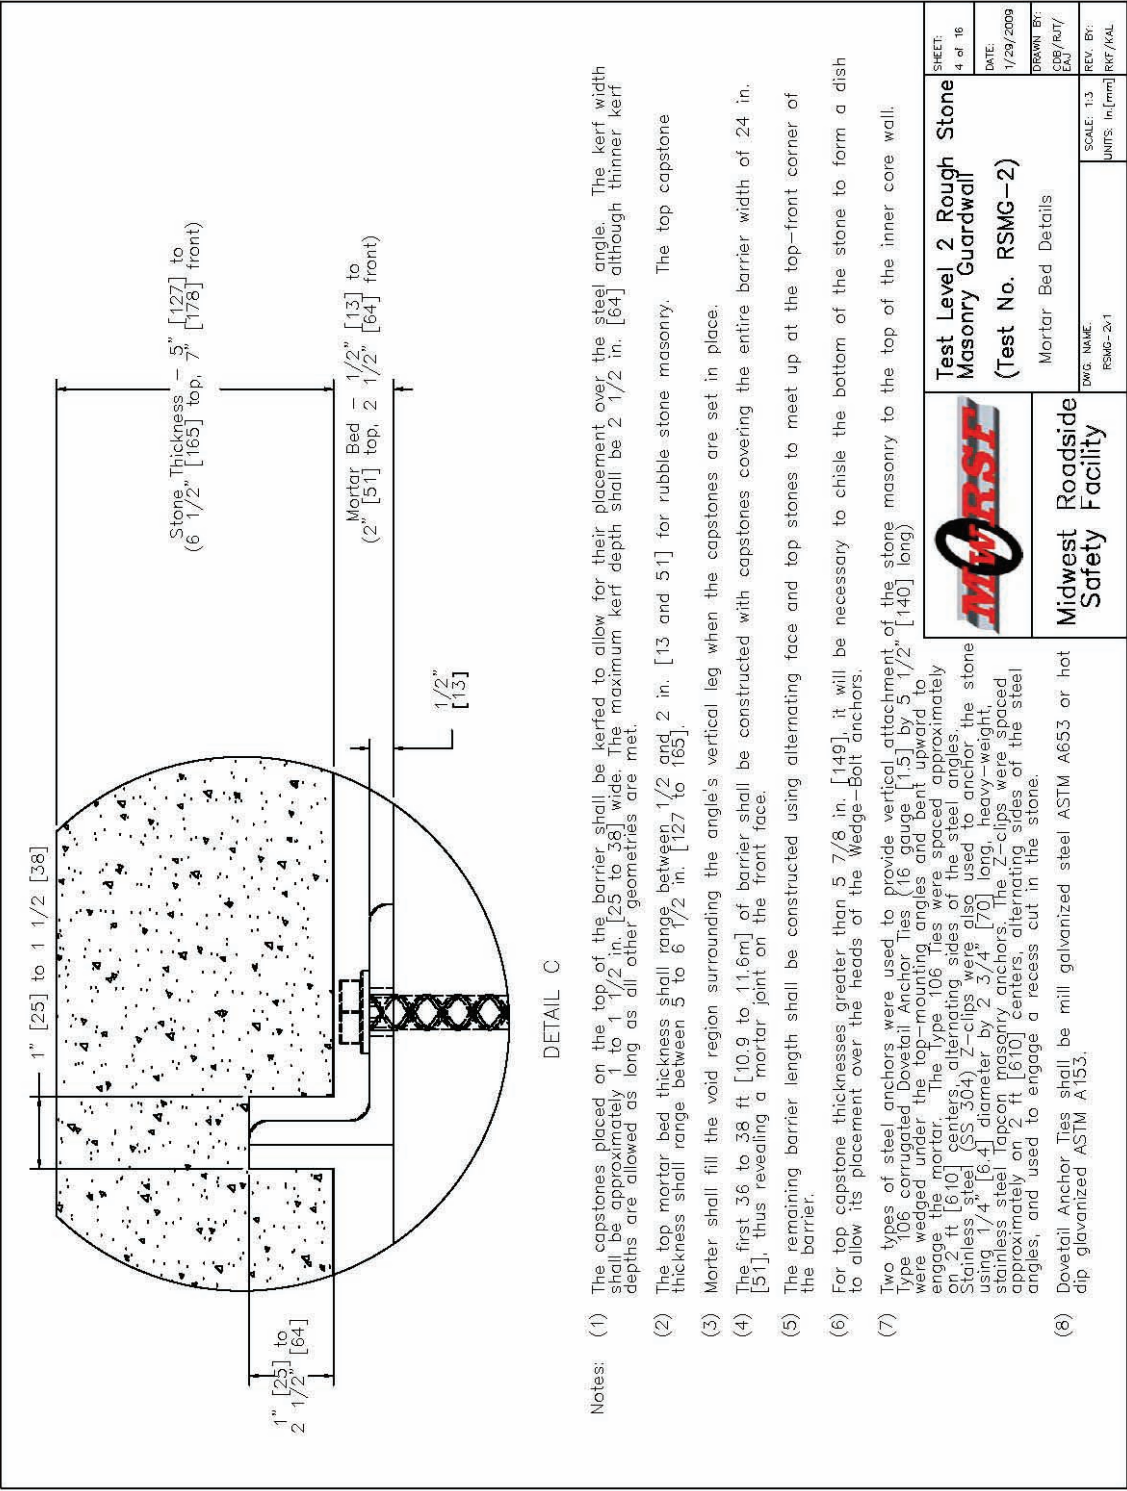 1" [25] to 1 1/2 [38]
Stone Thickness - 5" [127] to
(6 1/2" [165] top, 7" [178] front)
Mortar Bed - 1/2" [13] to
(2" [51] top, 2 1/2" [64] front)
1/2"
[13]
1" [25] to
2 1/2" [64]
DETAIL C
Notes:
(1) The capstones placed on the top of the barrier shall be kerfed to allow for their placement over the steel angle. The kerf width
shall be approximately 1 to 1 1/2 in. [25 to 38] wide. The maximum kerf depth shall be 2 1/2 in. [64] although thinner kerf
depths are allowed as long as all other geometries are met.
(2) The top mortar bed thickness shall range between 1/2 and 2 in. [13 and 51] for rubble stone masonry. The top capstone
thickness shall range between 5 to 6 1/2 in. [127 to 165].
(3) Morter shall fill the void region surrounding the angle's vertical leg when the capstones are set in place.
(4) The first 36 to 38 ft [10.9 to 11.6m] of barrier shall be constructed with capstones covering the entire barrier width of 24 in.
[51], thus revealing a mortar joint on the front face.
(5) The remaining barrier length shall be constructed using alternating face and top stones to meet up at the top-front corner of
the barrier.
(6) For top capstone thicknesses greater than 5 7/8 in. [149], it will be necessary to chisle the bottom of the stone to form a dish
to allow its placement over the heads of the Wedge-Bolt anchors.
(7) Two types of steel anchors were used to provide vertical attachment of the stone masonry to the top of the inner core wall.
Type 106 corrugated Dovetail Anchor Ties (16 gauge [1.5] by 5 1/2" [140] long)
were wedged under the top-mounting angles and bent upward to
engage the mortar. The Type 106 Ties were spaced approximately
on 2 ft [610] centers, alternating sides of the steel angles.
Stainless steel (SS 304) Z-clips were also used to anchor the stone
using 1/4" [6.4] diameter by 2 3/4" [70] long, heavy-weight,
stainless steel Tapcon masonry anchors. The Z-clips were spaced
approximately on 2 ft [610] centers, alternating sides of the steel
angles, and used to engage a recess cut in the stone.
(8) Dovetail Anchor Ties shall be mill galvanized steel ASTM A653 or hot
dip glavanized ASTM A153.
MWRSF
Midwest Roadside
Safety Facility
Test Level 2 Rough Stone
Masonry Guardwall
(Test No. RSMG-2)
Mortar Bed Details
DWG. NAME.
RSMG-2v1
SCALE: 1:3
UNITS: In.[mm]
SHEET:
4 of 16
DATE:
1/29/2009
DRAWN BY:
CDB/RJT/
EAJ
REV. BY:
RKF/KAL